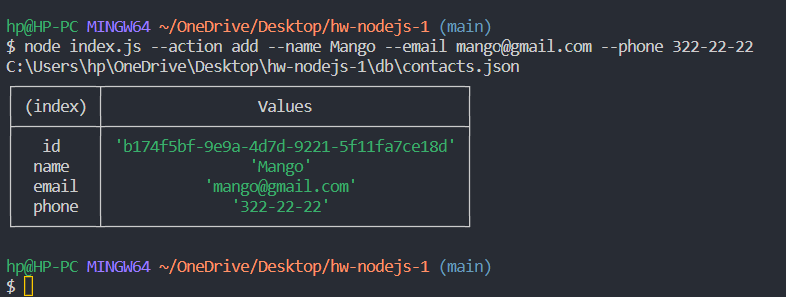 hp@HP-PC MINGW64 ~/OneDrive/Desktop/hw-nodejs-1 (main)
$ node index.js --action add --name Mango --email mango@gmail.com --phone 322-22-22
C:\Users\hp\OneDrive\Desktop\hw-nodejs-1\db\contacts.json
(index) Values
id 'b174f5bf-9e9a-4d7d-9221-5f11fa7ce18d'
name 'Mango'
email 'mango@gmail.com'
phone '322-22-22'
hp@HP-PC MINGW64 ~/OneDrive/Desktop/hw-nodejs-1 (main)
$